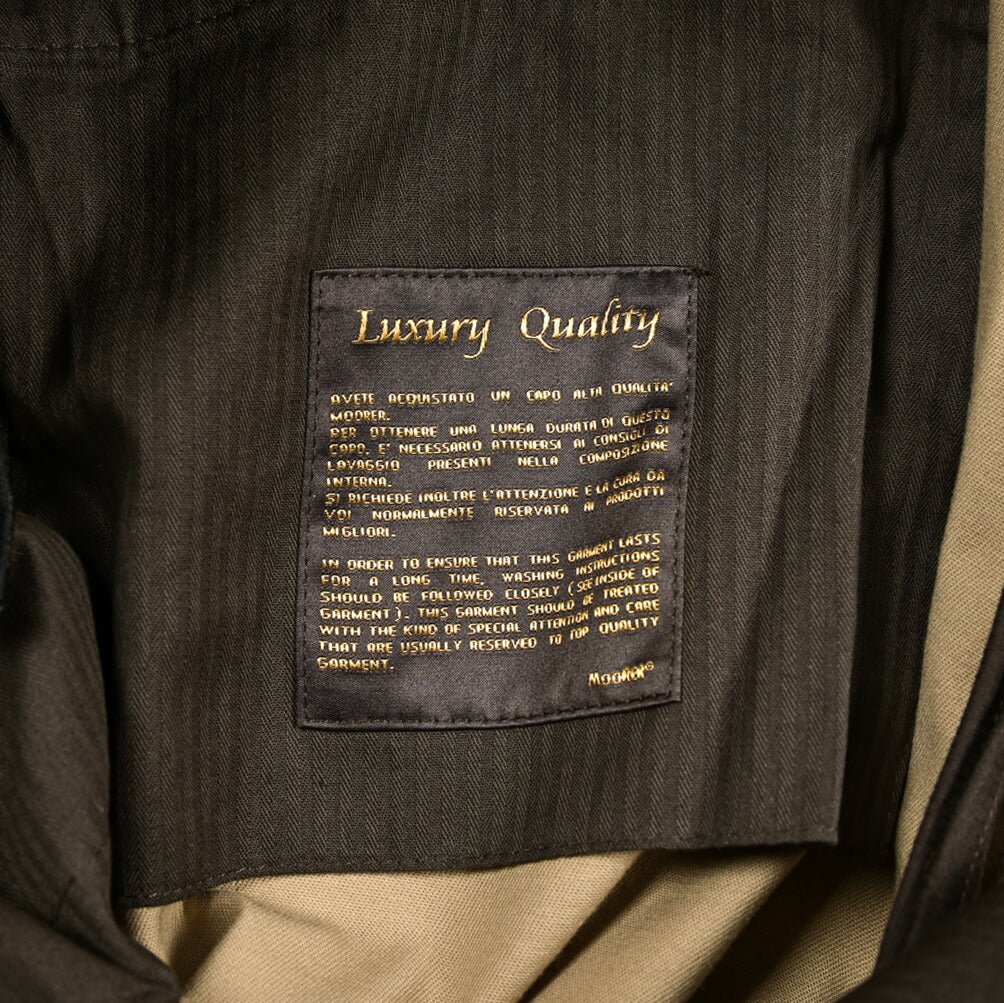 Luxury Quality
AVETE ACQUISTATO UN CAPO ALTA QUALITA'
MOORER.
PER OTTENERE UNA LUNGA DURATA DI QUESTO
CAPO, E' NECESSARIO ATTENERSI AI CONSIGLI DI
LAVAGGIO PRESENTI NELLA COMPOSIZIONE
INTERNA.
SI RICHIEDE INOLTRE L'ATTENZIONE E LA CURA DA
VOI NORMALMENTE RISERVATA AI PRODOTTI
MIGLIORI.
IN ORDER TO ENSURE THAT THIS GARMENT LASTS
FOR A LONG TIME, WASHING INSTRUCTIONS
SHOULD BE FOLLOWED CLOSELY (SEE INSIDE OF
GARMENT). THIS GARMENT SHOULD BE TREATED
WITH THE KIND OF SPECIAL ATTENTION AND CARE
THAT ARE USUALLY RESERVED TO TOP QUALITY
GARMENT.
MooRER®